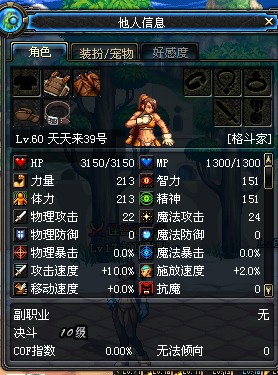 他人信息
角色 装扮/宠物 好感度
Lv.60 天天来39号 [格斗家]
HP 3150/3150 MP 1300/1300
力量 213 智力 151
体力 213 精神 151
物理攻击 22 魔法攻击 24
物理防御 0 魔法防御 0
物理暴击 0.0% 魔法暴击 0.0%
攻击速度 +10.0% 施放速度 +2.0%
移动速度 +0.0% 抗魔 0
副职业 无
决斗 10级
COF指数 0.00% 无法倾向 0